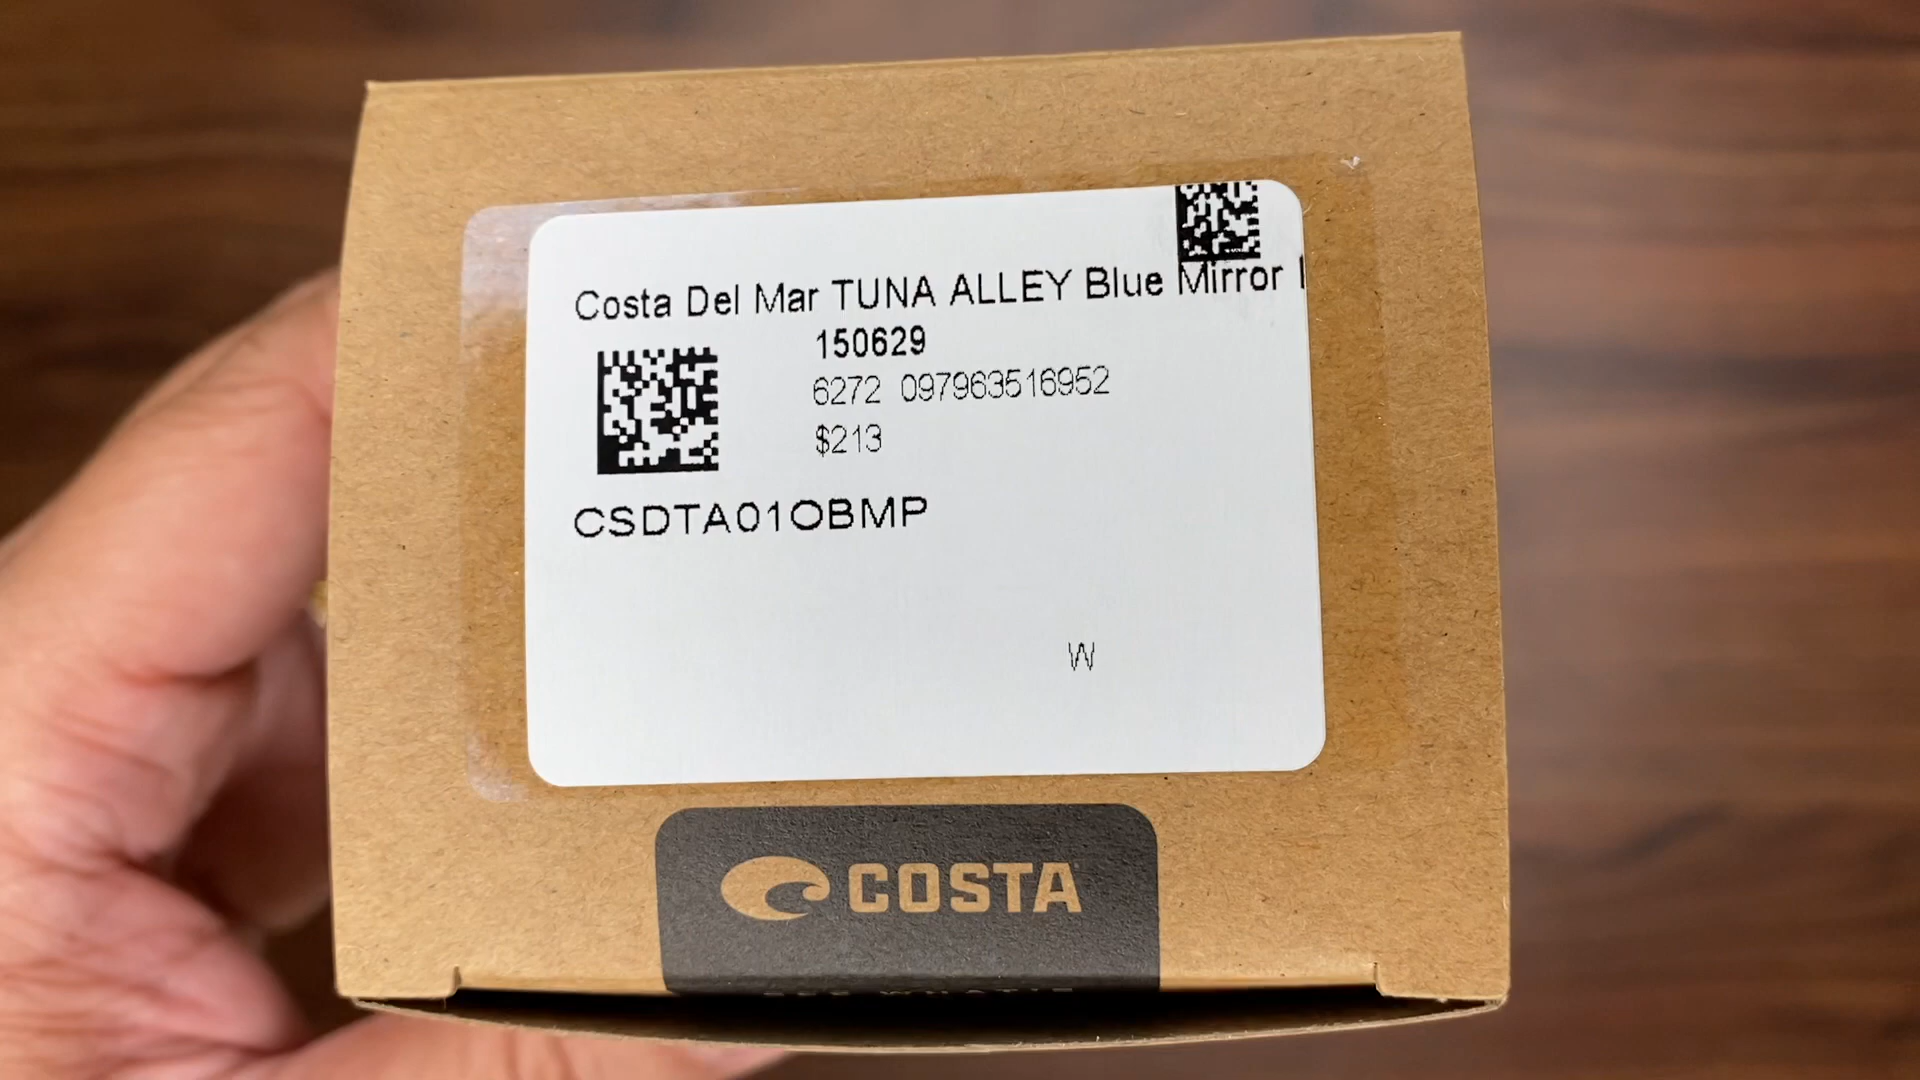 Costa Del Mar TUNA ALLEY Blue Mirror
150629
6272 097963516952
$213
CSDTA01OBMP
W
COSTA